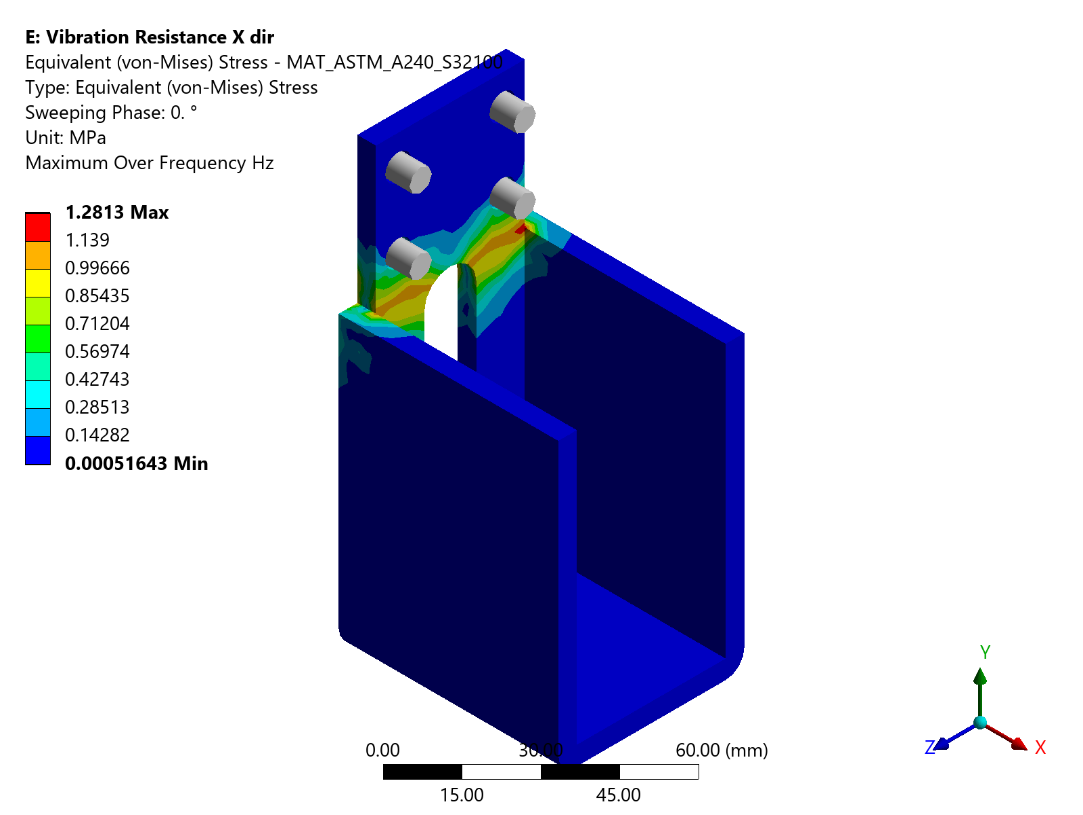 E: Vibration Resistance X dir
Equivalent (von-Mises) Stress - MAT_ASTM_A240_S32100
Type: Equivalent (von-Mises) Stress
Sweeping Phase: 0. °
Unit: MPa
Maximum Over Frequency Hz
1.2813 Max
1.139
0.99666
0.85435
0.71204
0.56974
0.42743
0.28513
0.14282
0.00051643 Min
Y
Z X
0.00 30.00 60.00 (mm)
15.00 45.00